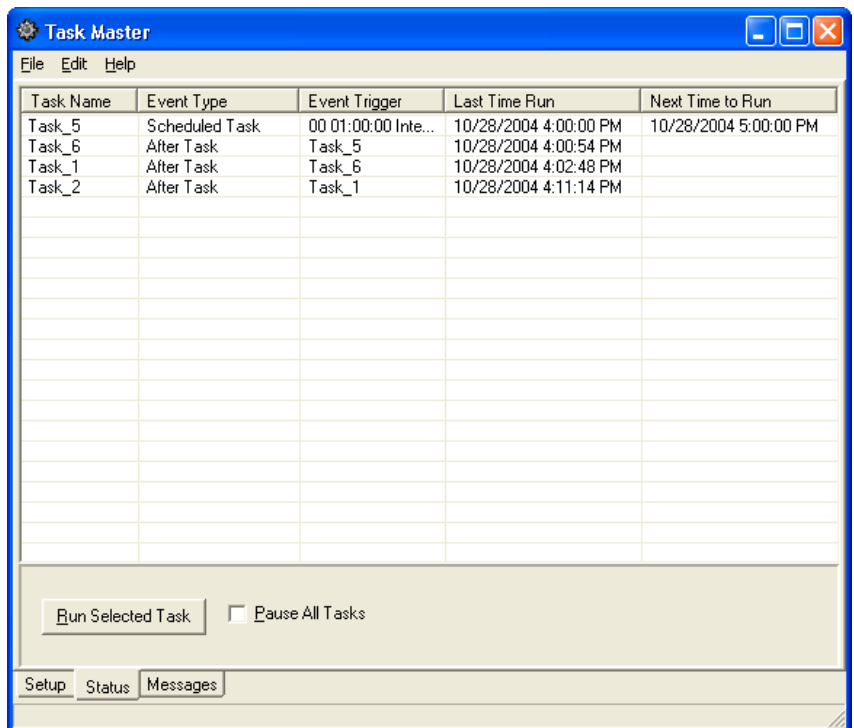 Task Master
File Edit Help
Task Name Event Type Event Trigger Last Time Run Next Time to Run
Task_5 Scheduled Task 00 01:00:00 Inte... 10/28/2004 4:00:00 PM 10/28/2004 5:00:00 PM
Task_6 After Task Task_5 10/28/2004 4:00:54 PM
Task_1 After Task Task_6 10/28/2004 4:02:48 PM
Task_2 After Task Task_1 10/28/2004 4:11:14 PM
Run Selected Task Pause All Tasks
Setup Status Messages